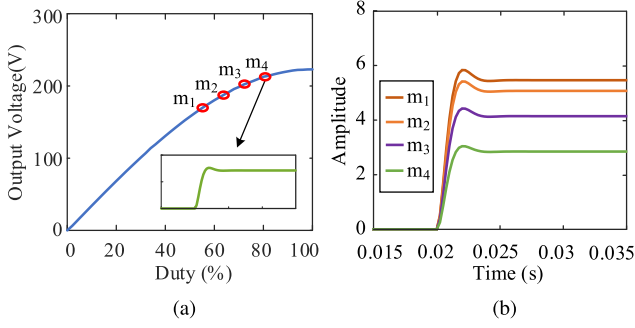 (a)
300
200
100
0
Output Voltage(V)
m1
m2
m3
m4
0 20 40 60 80 100
Duty (%)
(a)
(b)
8
6
4
2
0
Amplitude
m1
m2
m3
m4
0.015 0.02 0.025 0.03 0.035
Time (s)
(b)